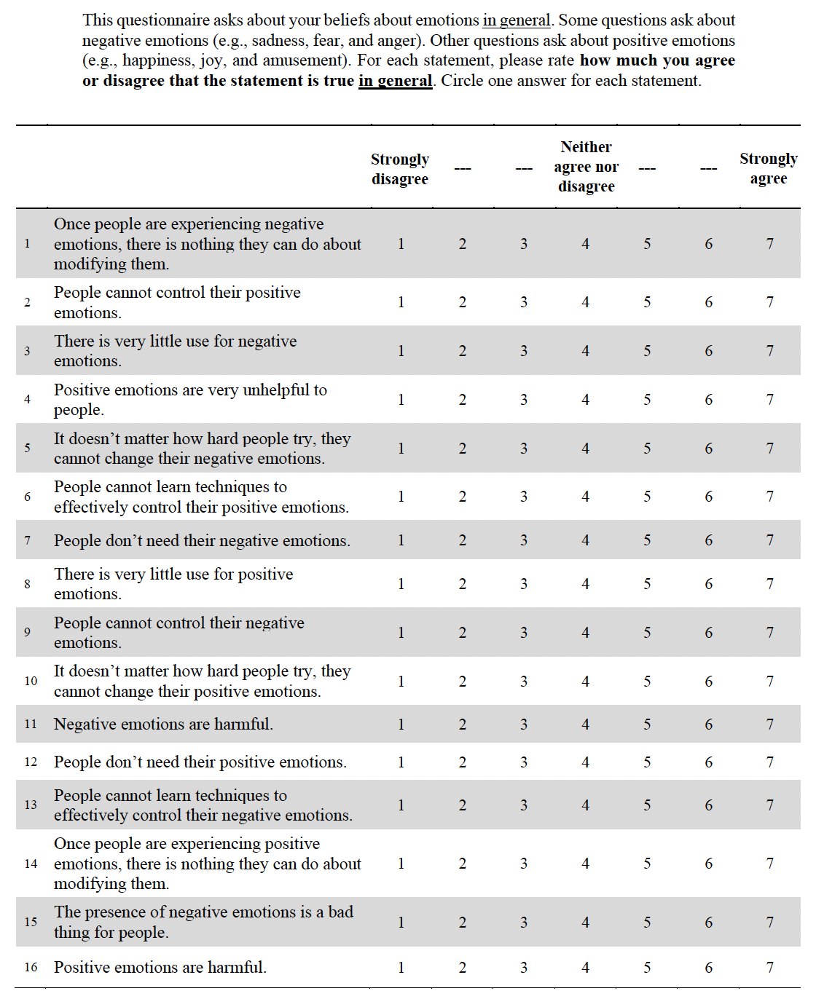 This questionnaire asks about your beliefs about emotions in general. Some questions ask about
negative emotions (e.g., sadness, fear, and anger). Other questions ask about positive emotions
(e.g., happiness, joy, and amusement). For each statement, please rate how much you agree
or disagree that the statement is true in general. Circle one answer for each statement.
Strongly disagree --- --- Neither agree nor disagree --- --- Strongly agree
1 Once people are experiencing negative
emotions, there is nothing they can do about 1 2 3 4 5 6 7
modifying them.
2 People cannot control their positive
emotions. 1 2 3 4 5 6 7
3 There is very little use for negative
emotions. 1 2 3 4 5 6 7
4 Positive emotions are very unhelpful to
people. 1 2 3 4 5 6 7
5 It doesn’t matter how hard people try, they
cannot change their negative emotions. 1 2 3 4 5 6 7
6 People cannot learn techniques to
effectively control their positive emotions. 1 2 3 4 5 6 7
7 People don’t need their negative emotions. 1 2 3 4 5 6 7
8 There is very little use for positive
emotions. 1 2 3 4 5 6 7
9 People cannot control their negative
emotions. 1 2 3 4 5 6 7
10 It doesn’t matter how hard people try, they
cannot change their positive emotions. 1 2 3 4 5 6 7
11 Negative emotions are harmful. 1 2 3 4 5 6 7
12 People don’t need their positive emotions. 1 2 3 4 5 6 7
13 People cannot learn techniques to
effectively control their negative emotions. 1 2 3 4 5 6 7
14 Once people are experiencing positive
emotions, there is nothing they can do about 1 2 3 4 5 6 7
modifying them.
15 The presence of negative emotions is a bad
thing for people. 1 2 3 4 5 6 7
16 Positive emotions are harmful. 1 2 3 4 5 6 7